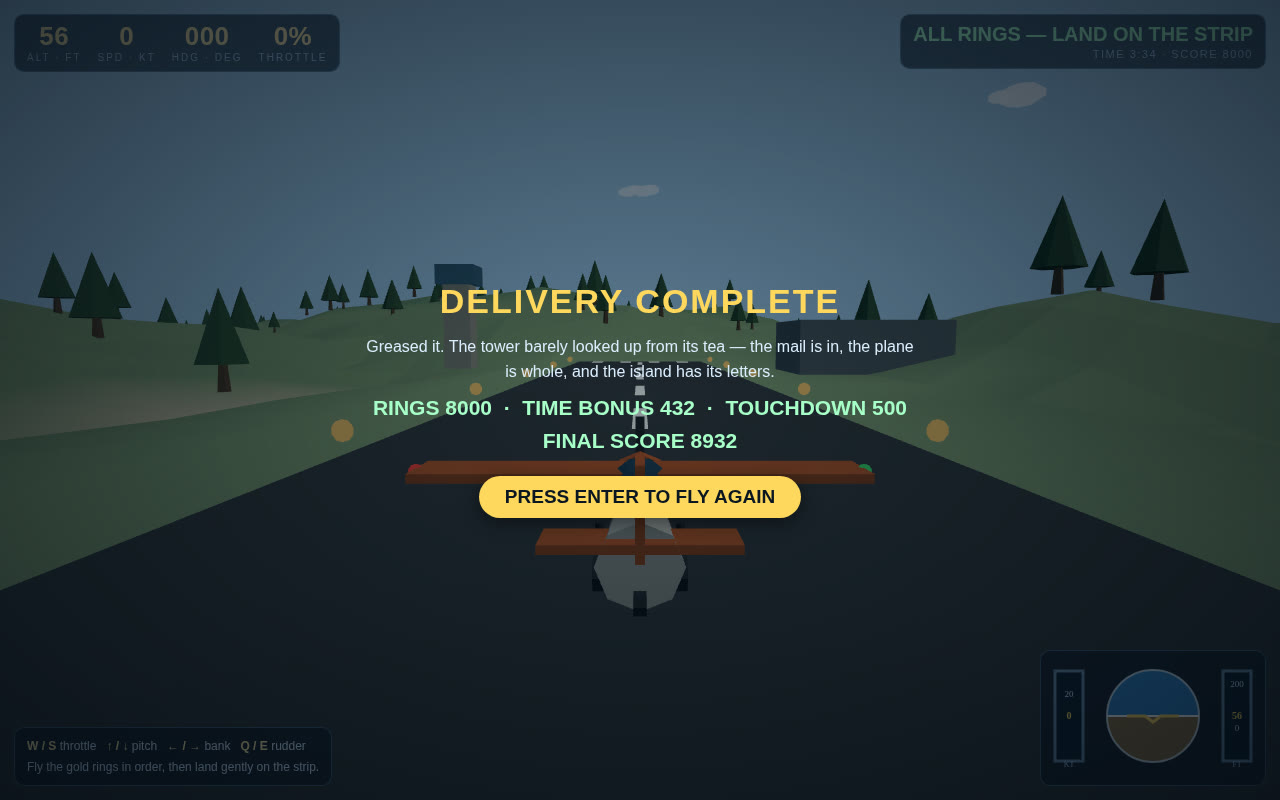 56 0 000 0%
ALT · FT SPD · KT HDG · DEG THROTTLE
ALL RINGS — LAND ON THE STRIP
TIME 3:34 · SCORE 8000
DELIVERY COMPLETE
Greased it. The tower barely looked up from its tea — the mail is in, the plane
is whole, and the island has its letters.
RINGS 8000 · TIME BONUS 432 · TOUCHDOWN 500
FINAL SCORE 8932
PRESS ENTER TO FLY AGAIN
W / S throttle ↑ / ↓ pitch ← / → bank Q / E rudder
Fly the gold rings in order, then land gently on the strip.
20
0
KT
200
56
0
FT